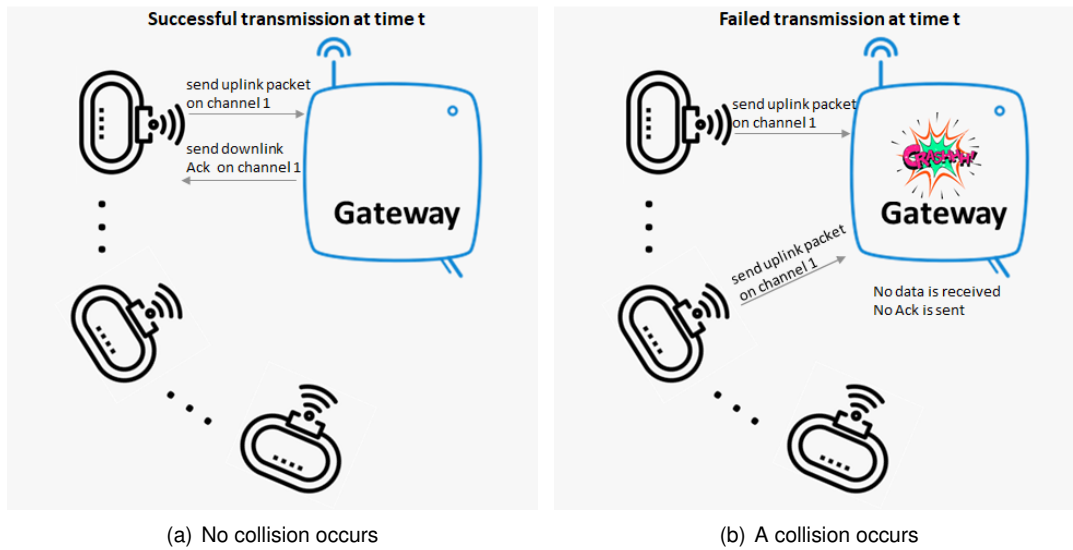 Successful transmission at time t
send uplink packet
on channel 1
send downlink
Ack on channel 1
Gateway
(a) No collision occurs
Failed transmission at time t
send uplink packet
on channel 1
CRASHHH!
Gateway
send uplink packet
on channel 1
No data is received
No Ack is sent
(b) A collision occurs